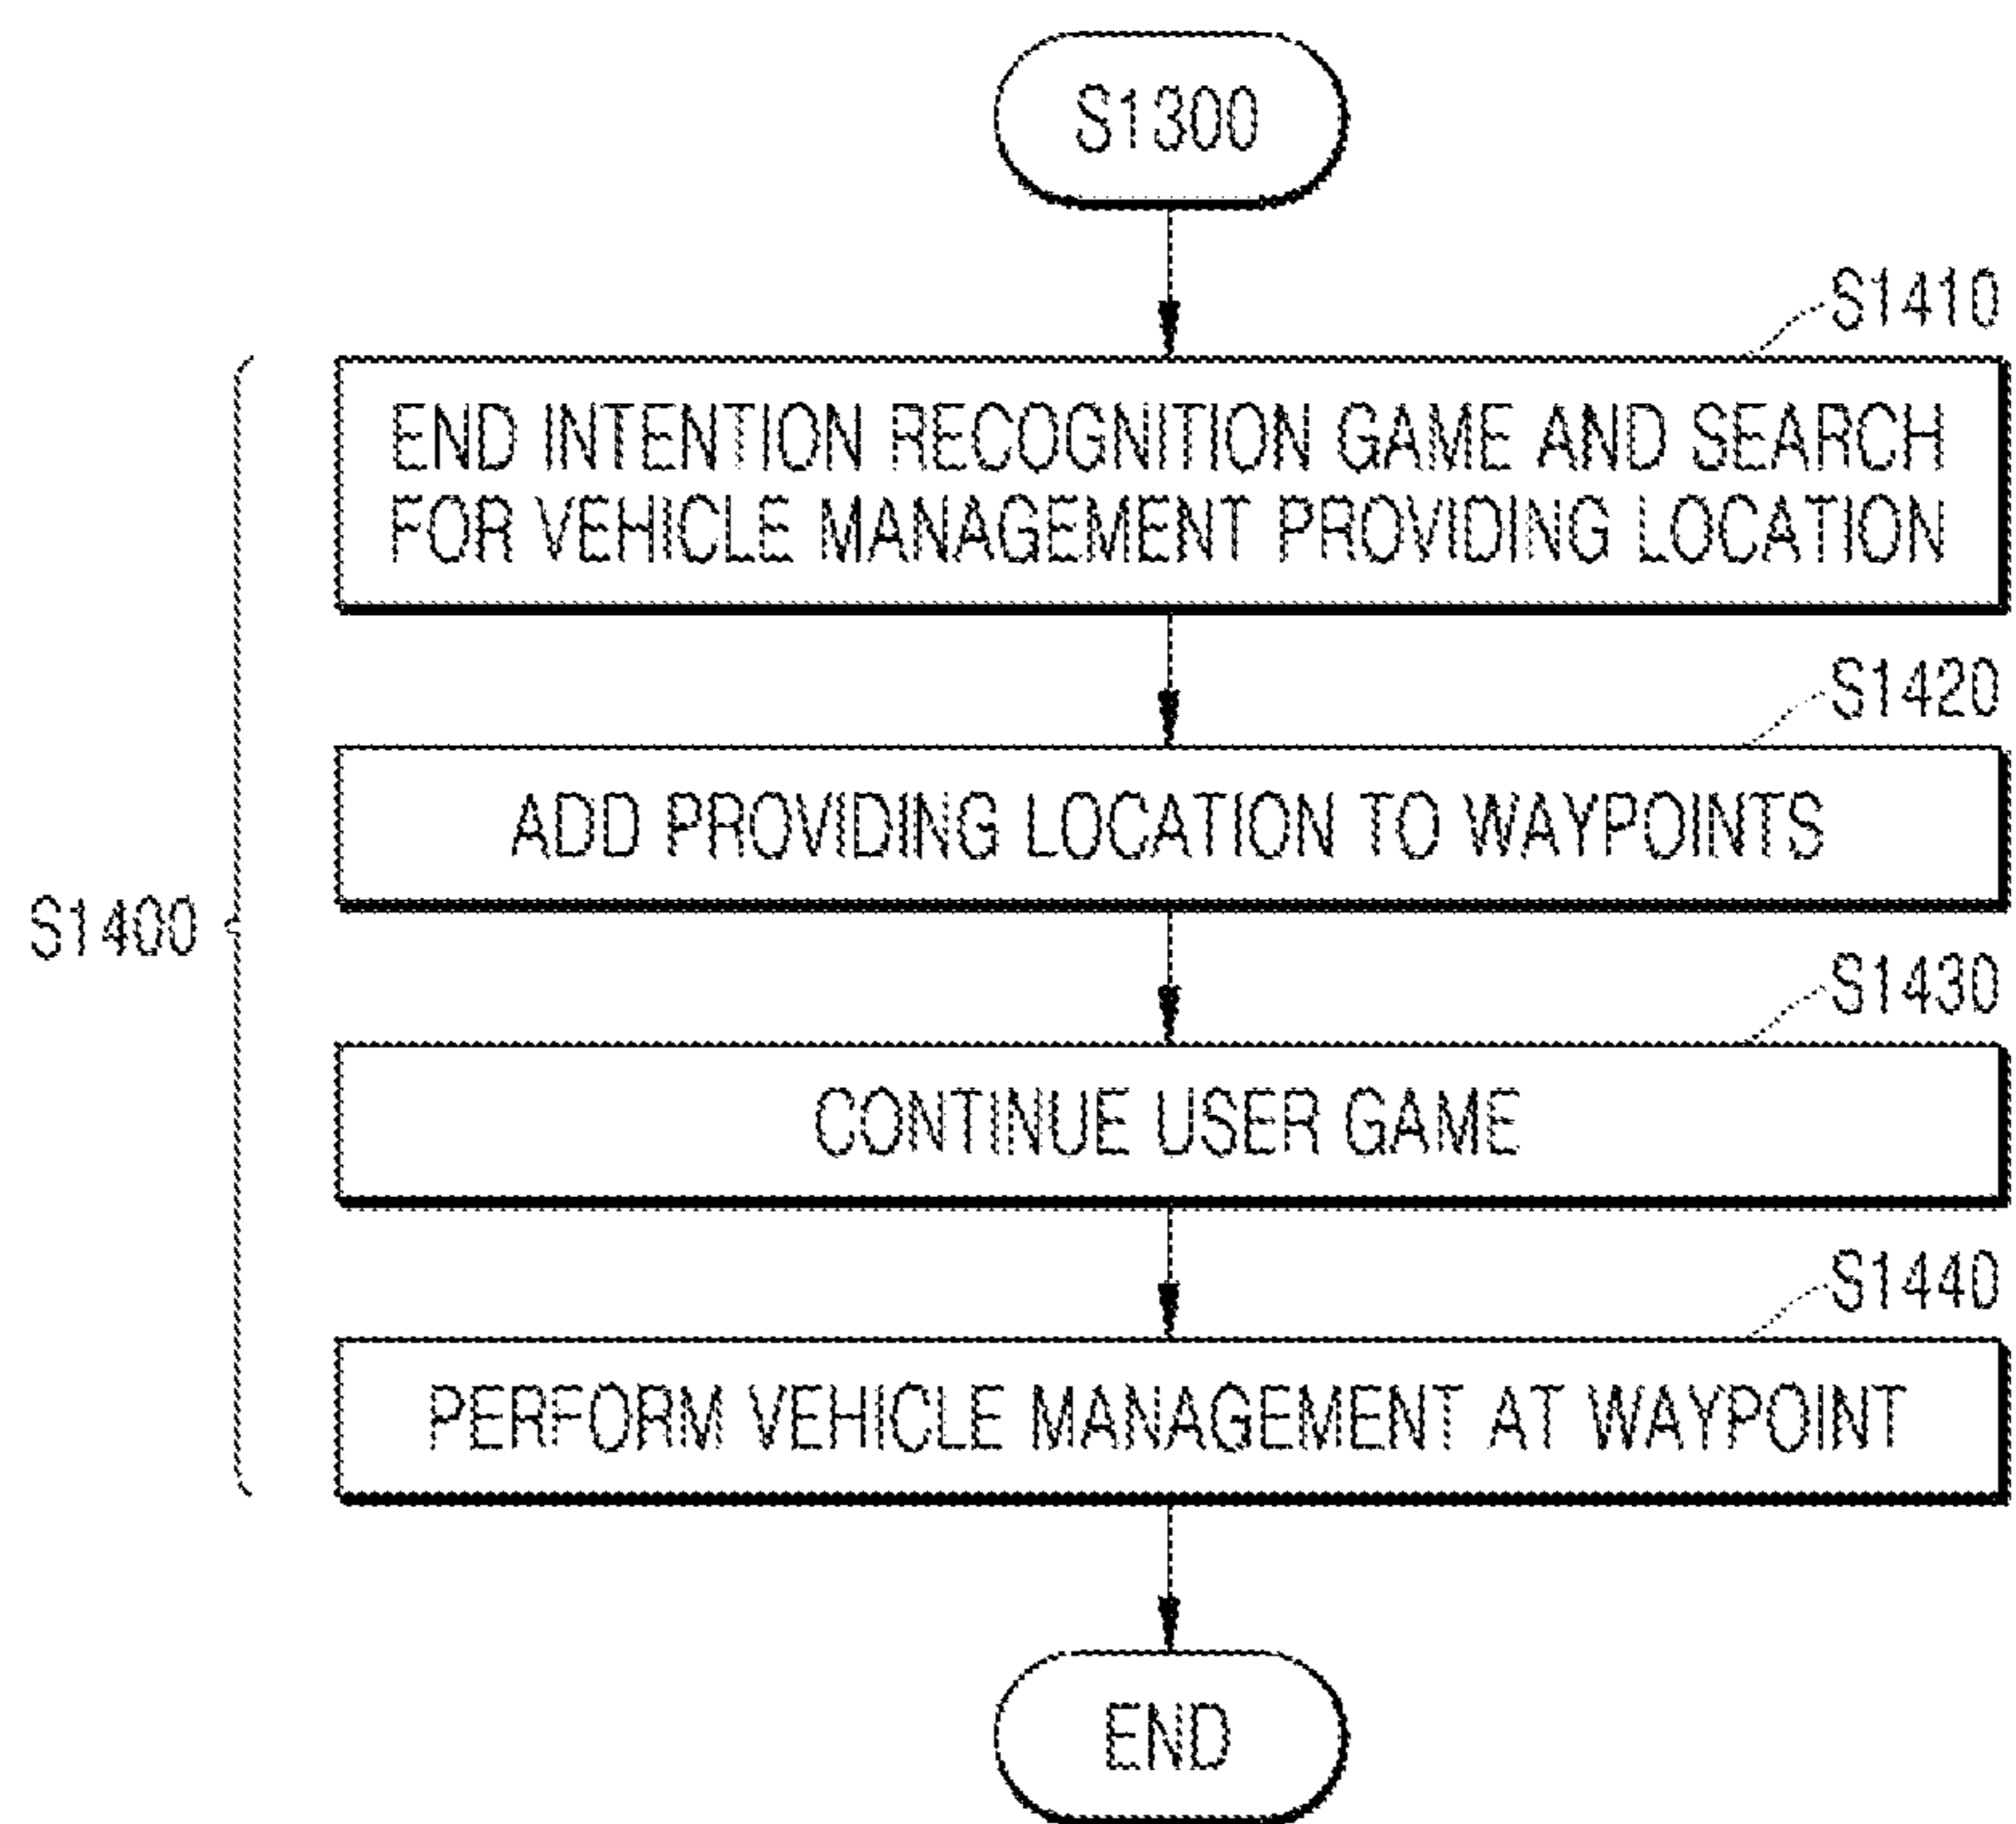 S1300
S1410
END INTENTION RECOGNITION GAME AND SEARCH
FOR VEHICLE MANAGEMENT PROVIDING LOCATION
S1420
ADD PROVIDING LOCATION TO WAYPOINTS
S1400
S1430
CONTINUE USER GAME
S1440
PERFORM VEHICLE MANAGEMENT AT WAYPOINT
END